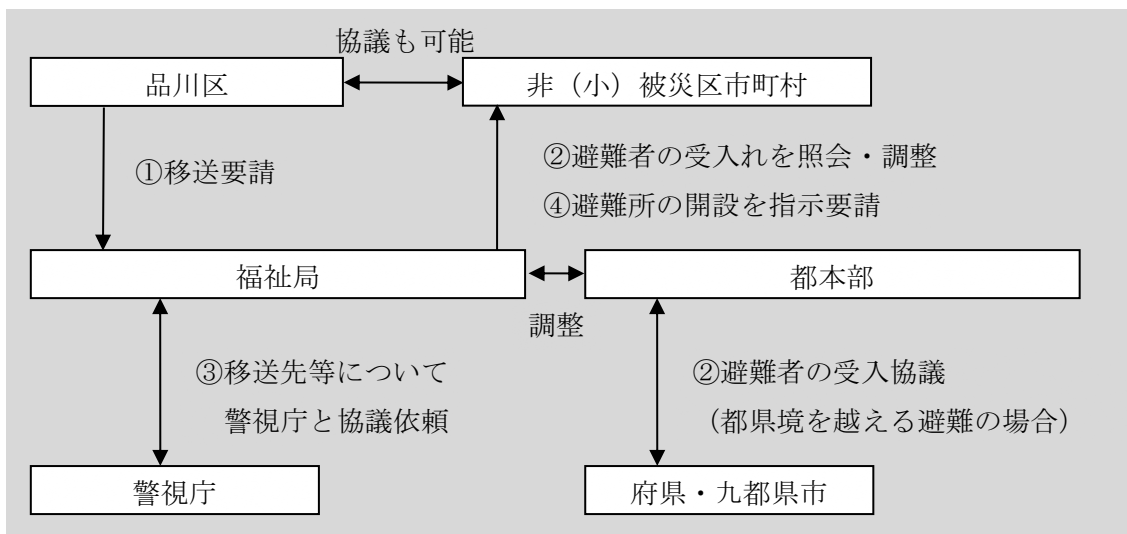 協議も可能
品川区
非（小）被災区市町村
①移送要請
②避難者の受入れを照会・調整
④避難所の開設を指示要請
福祉局
都本部
調整
③移送先等について
警視庁と協議依頼
②避難者の受入協議
（都県境を越える避難の場合）
警視庁
府県・九都県市